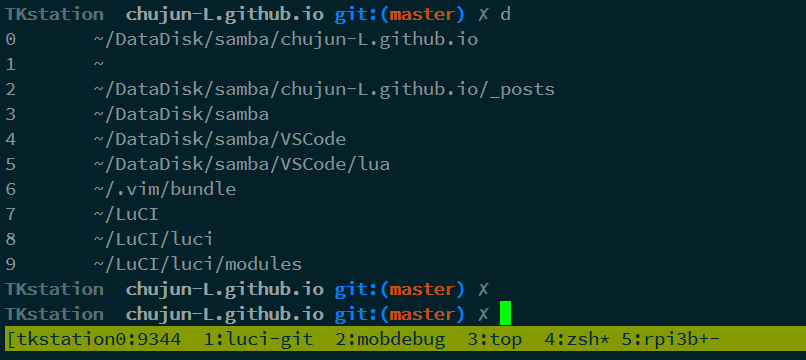 TKstation  chujun-L.github.io git:(master) ✗ d
0       ~/DataDisk/samba/chujun-L.github.io
1       ~
2       ~/DataDisk/samba/chujun-L.github.io/_posts
3       ~/DataDisk/samba
4       ~/DataDisk/samba/VSCode
5       ~/DataDisk/samba/VSCode/lua
6       ~/.vim/bundle
7       ~/LuCI
8       ~/LuCI/luci
9       ~/LuCI/luci/modules
TKstation  chujun-L.github.io git:(master) ✗
TKstation  chujun-L.github.io git:(master) ✗
[tkstation0:9344  1:luci-git  2:mobdebug  3:top  4:zsh* 5:rpi3b+-